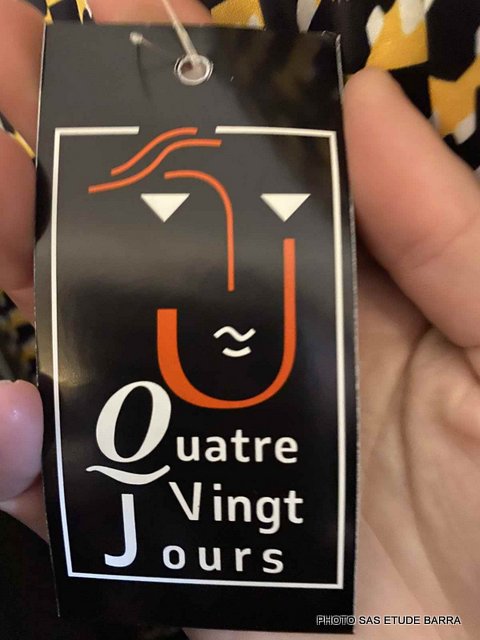 Quatre
Vingt
Jours
PHOTO SAS ETUDE BARRA